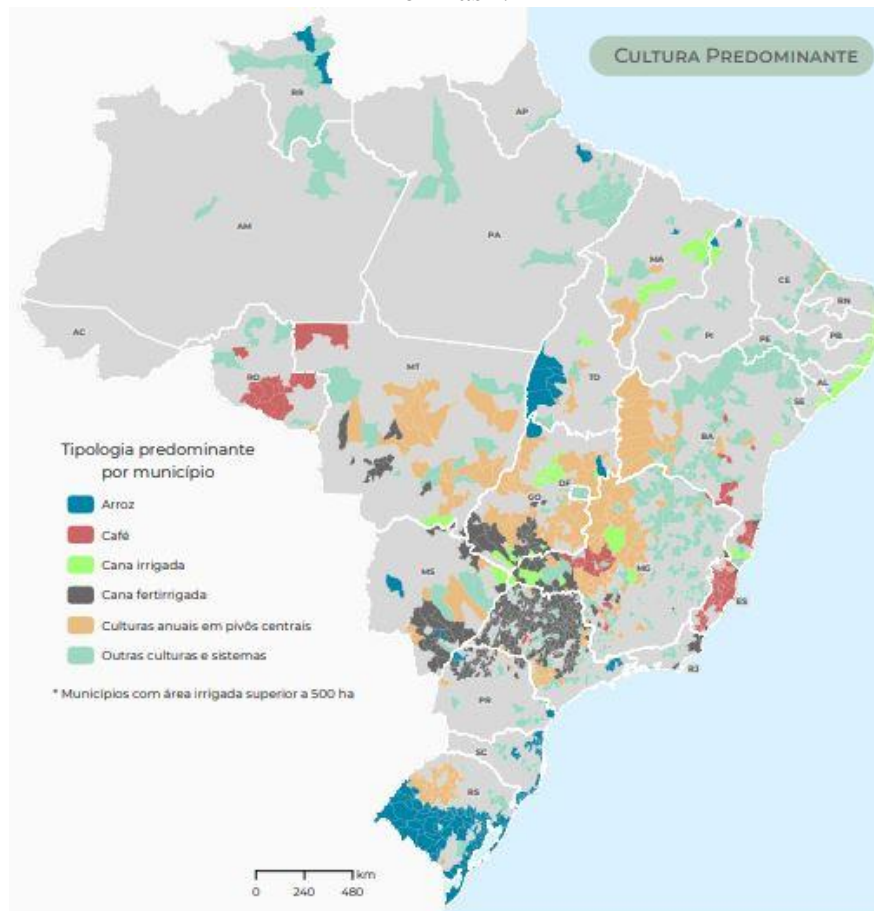 CULTURA PREDOMINANTE
RR
AP
AM
PA
MA
CE
RN
PB
PE
PI
AL
SE
AC
RO
MT
TO
BA
DF
GO
MG
ES
MS
RJ
PR
SC
RS
Tipologia predominante
por município
Arroz
Café
Cana irrigada
Cana fertirrigada
Culturas anuais em pivôs centrais
Outras culturas e sistemas
* Municípios com área irrigada superior a 500 ha
km
0 240 480